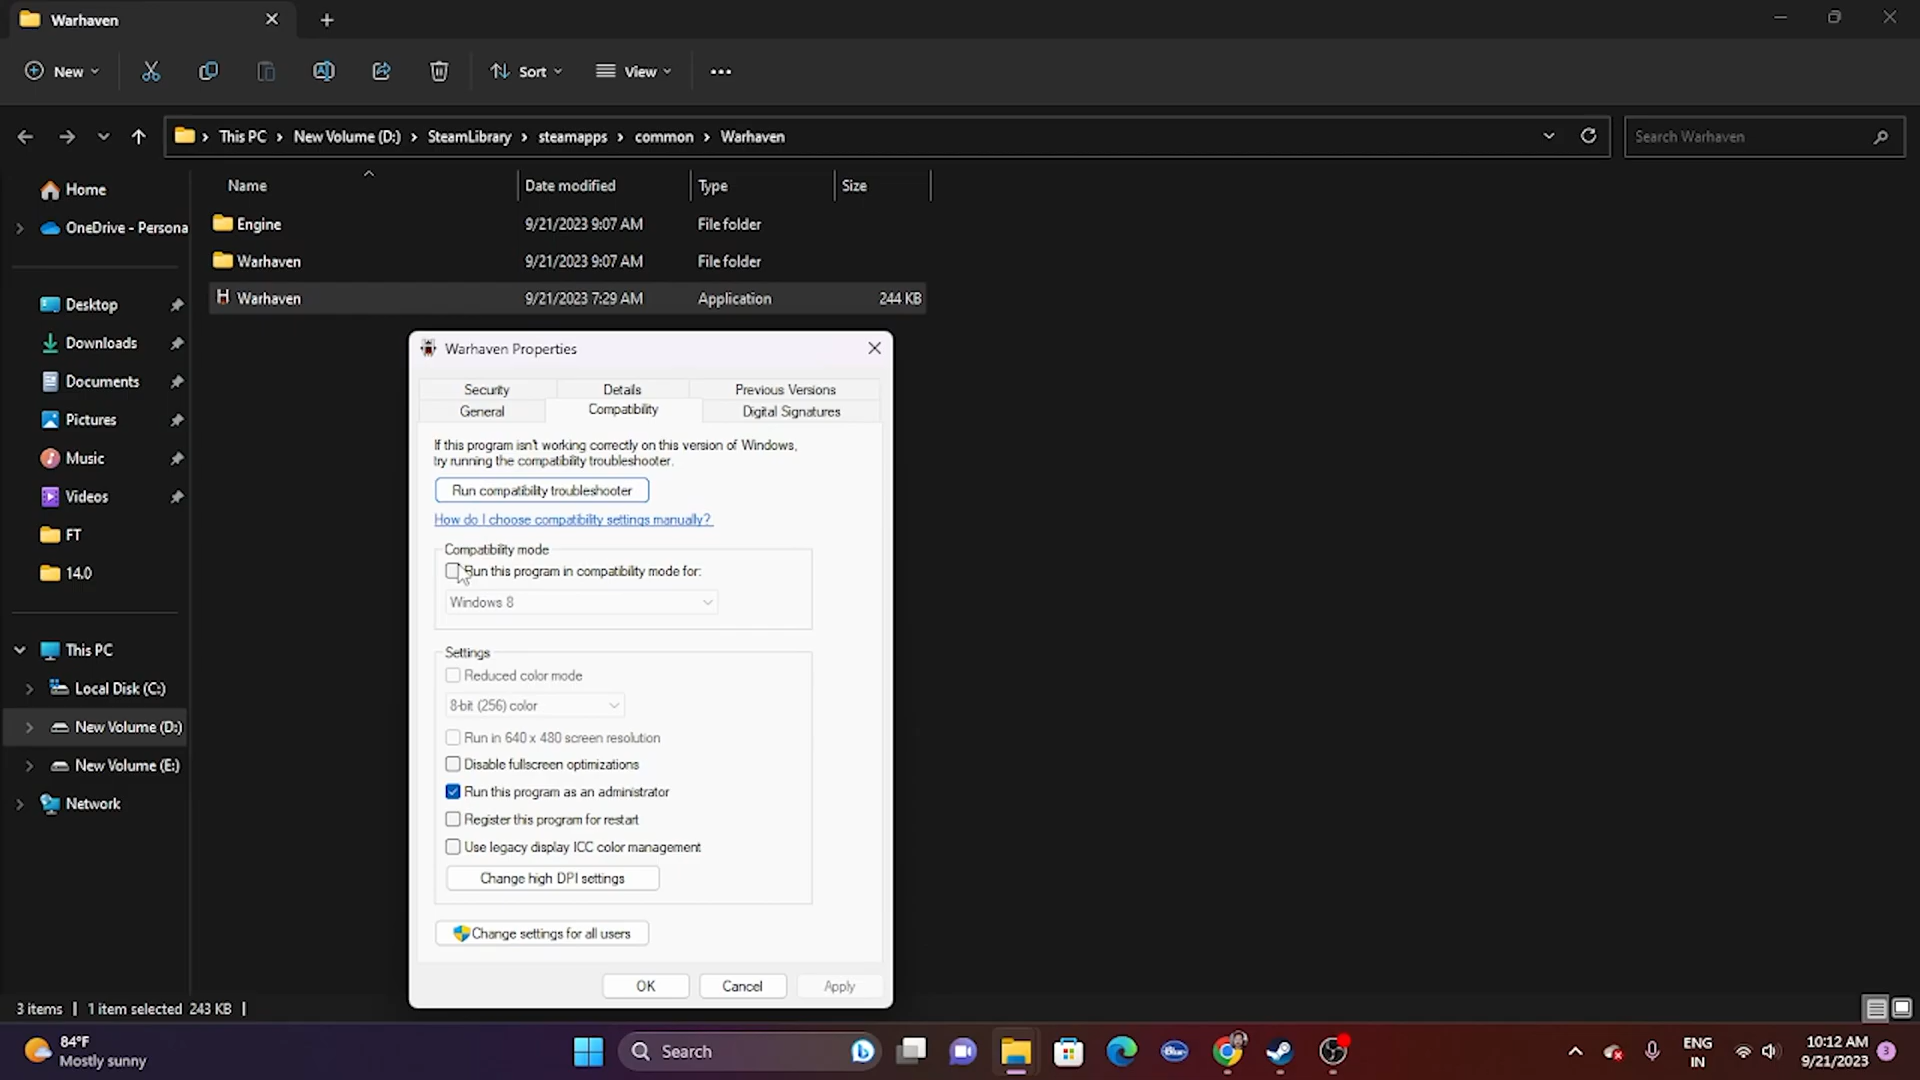 Warhaven
New
Sort
View
This PC
New Volume (D:)
SteamLibrary
steamapps
common
Warhaven
Search Warhaven
Name
Date modified
Type
Size
Home
OneDrive - Persona
Desktop
Downloads
Documents
Pictures
Music
Videos
FT
14.0
This PC
Local Disk (C:)
New Volume (D:)
New Volume (E:)
Network
Engine 9/21/2023 9:07 AM File folder
Warhaven 9/21/2023 9:07 AM File folder
Warhaven 9/21/2023 7:29 AM Application 244 KB
Warhaven Properties
Security
Details
Previous Versions
General
Compatibility
Digital Signatures
If this program isn't working correctly on this version of Windows,
try running the compatibility troubleshooter.
Run compatibility troubleshooter
How do I choose compatibility settings manually?
Compatibility mode
Run this program in compatibility mode for:
Windows 8
Settings
Reduced color mode
8-bit (256) color
Run in 640 x 480 screen resolution
Disable fullscreen optimizations
Run this program as an administrator
Register this program for restart
Use legacy display ICC color management
Change high DPI settings
Change settings for all users
OK
Cancel
Apply
3 items
1 item selected 243 KB
84°F
Mostly sunny
Search
ENG
IN
10:12 AM
9/21/2023
3